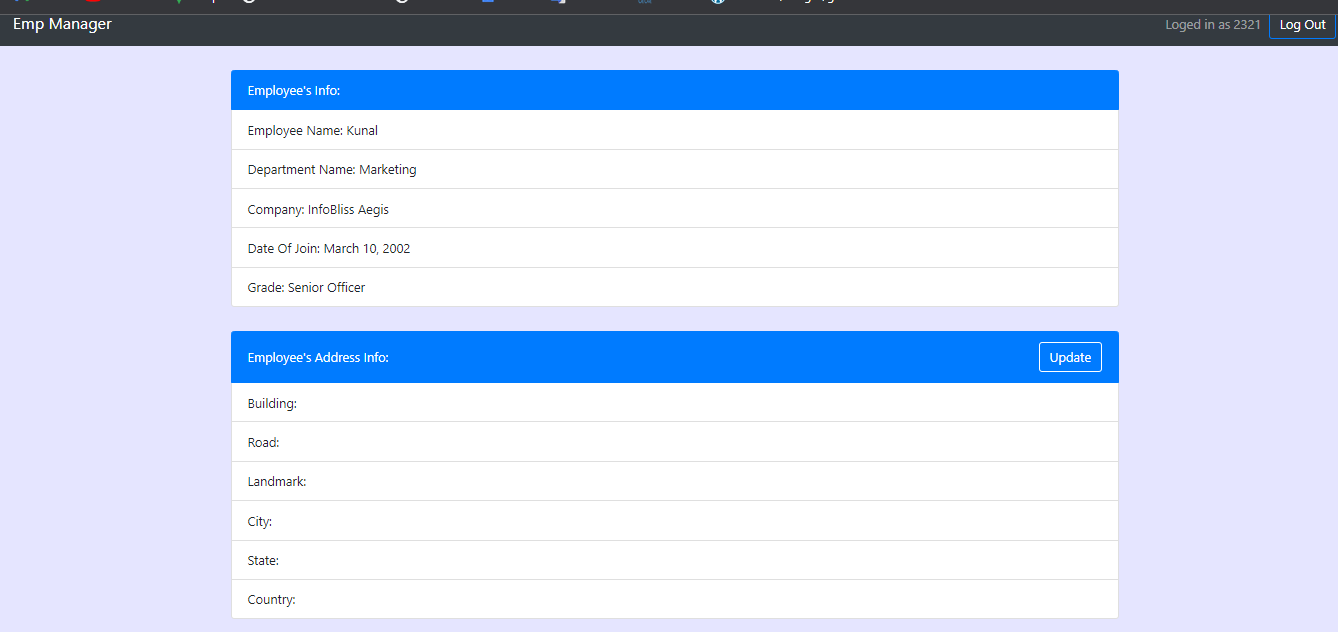 Emp Manager
Loged in as 2321
Log Out
Employee's Info:
Employee Name: Kunal
Department Name: Marketing
Company: InfoBliss Aegis
Date Of Join: March 10, 2002
Grade: Senior Officer
Employee's Address Info:
Update
Building:
Road:
Landmark:
City:
State:
Country: